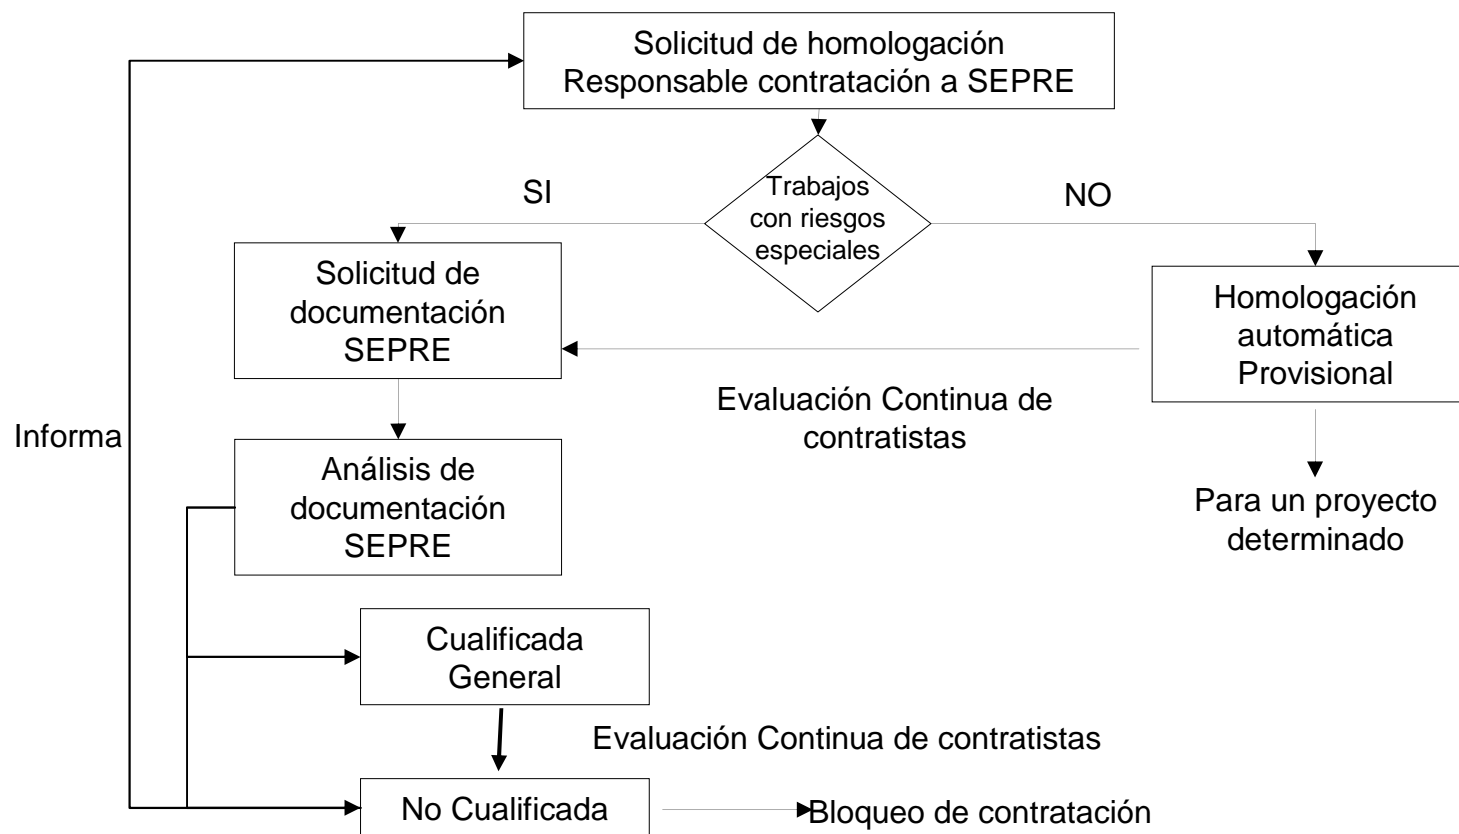 Solicitud de homologación
Responsable contratación a SEPRE
SI
Trabajos
con riesgos
especiales
NO
Solicitud de
documentación
SEPRE
Homologación
automática
Provisional
Evaluación Continua de
contratistas
Informa
Análisis de
documentación
SEPRE
Para un proyecto
determinado
Cualificada
General
Evaluación Continua de contratistas
No Cualificada
Bloqueo de contratación